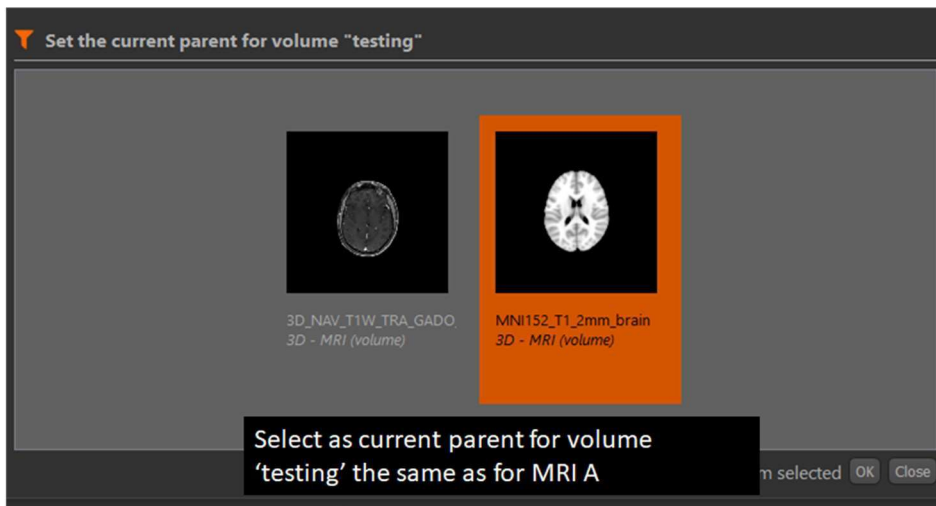 Set the current parent for volume "testing"
3D_NAV_T1W_TRA_GADO
3D - MRI (volume)
MNI152_T1_2mm_brain
3D - MRI (volume)
Select as current parent for volume
‘testing’ the same as for MRI A
selected
OK
Close